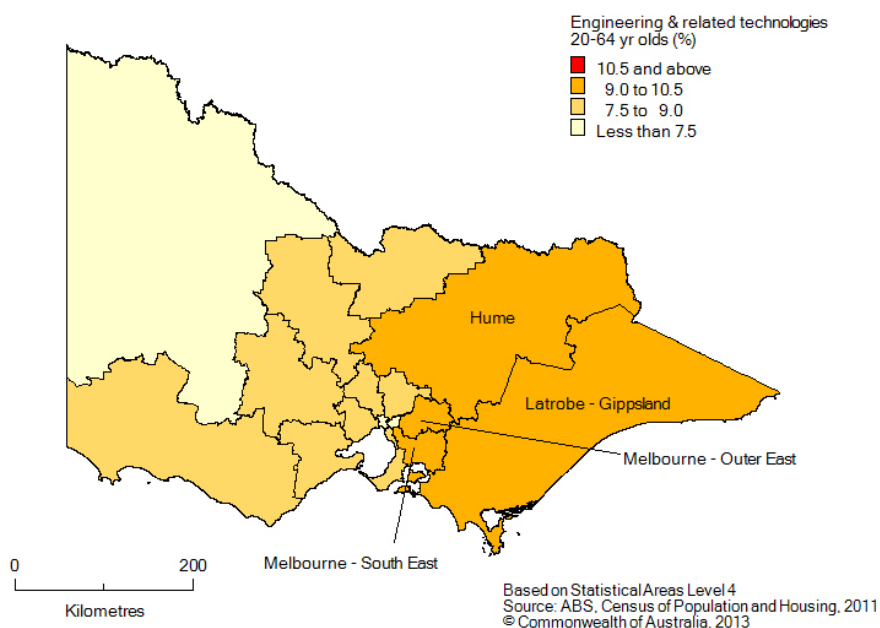 Engineering & related technologies
20-64 yr olds (%)
10.5 and above
9.0 to 10.5
7.5 to 9.0
Less than 7.5
Hume
Latrobe - Gippsland
Melbourne - Outer East
Melbourne - South East
0 200
Kilometres
Based on Statistical Areas Level 4
Source: ABS, Census of Population and Housing, 2011
© Commonwealth of Australia, 2013